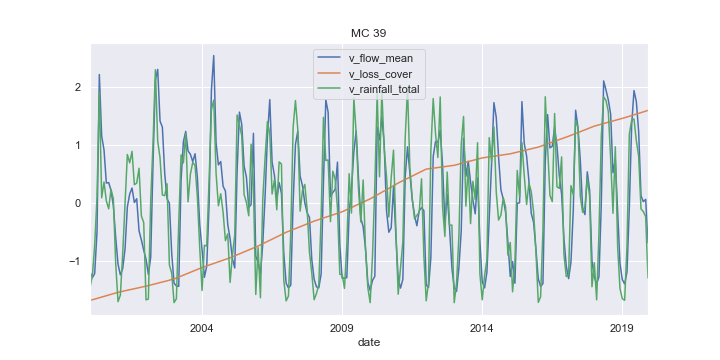 MC 39
v_flow_mean
v_loss_cover
v_rainfall_total
2
1
0
−1
2004
2009
2014
2019
date